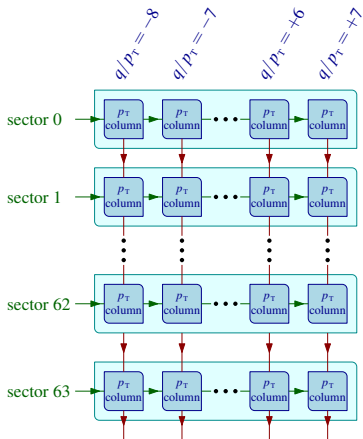 q/pT = −8 q/pT = −7 q/pT = +6 q/pT = +7
sector 0 pT column pT column ••• pT column pT column
sector 1 pT column pT column ••• pT column pT column
sector 62 pT column pT column ••• pT column pT column
sector 63 pT column pT column ••• pT column pT column